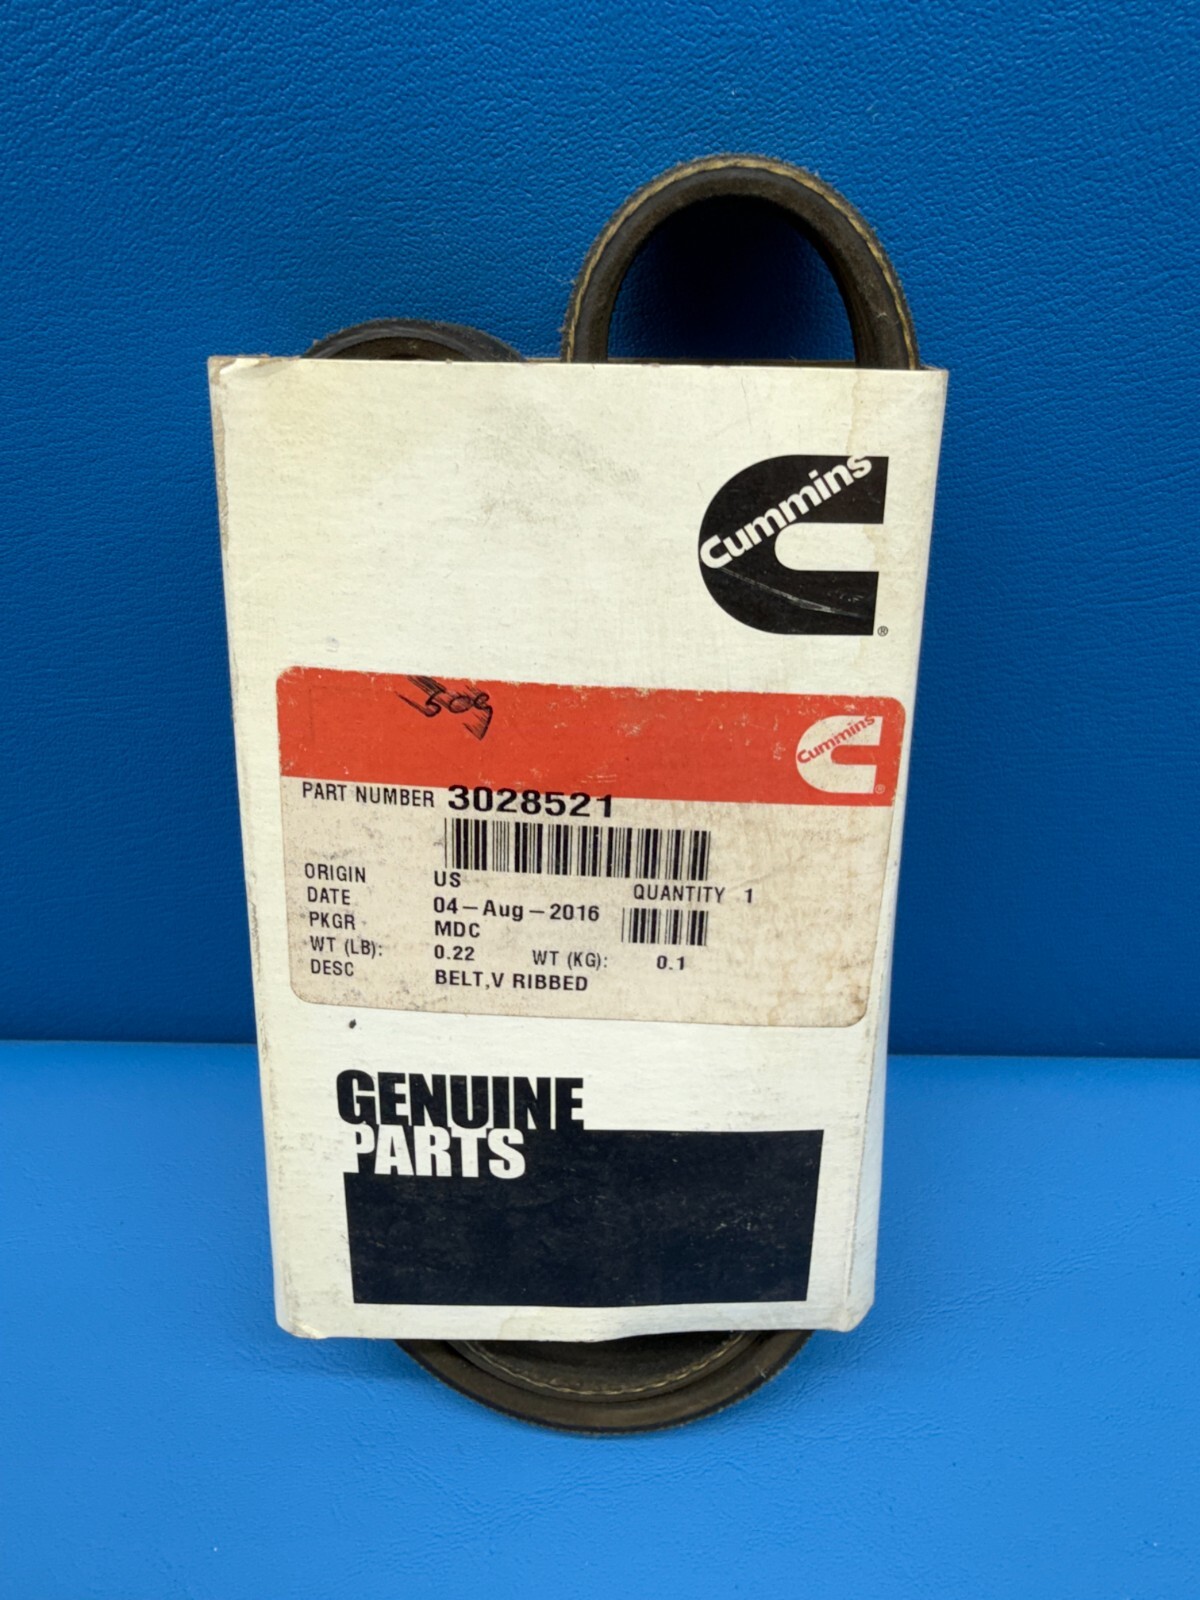 Cummins
®
509
Cummins
®
PART NUMBER 3028521
ORIGIN US QUANTITY 1
DATE 04-Aug-2016
PKGR MDC
WT (LB): 0.22 WT (KG): 0.1
DESC BELT,V RIBBED
GENUINE
PARTS